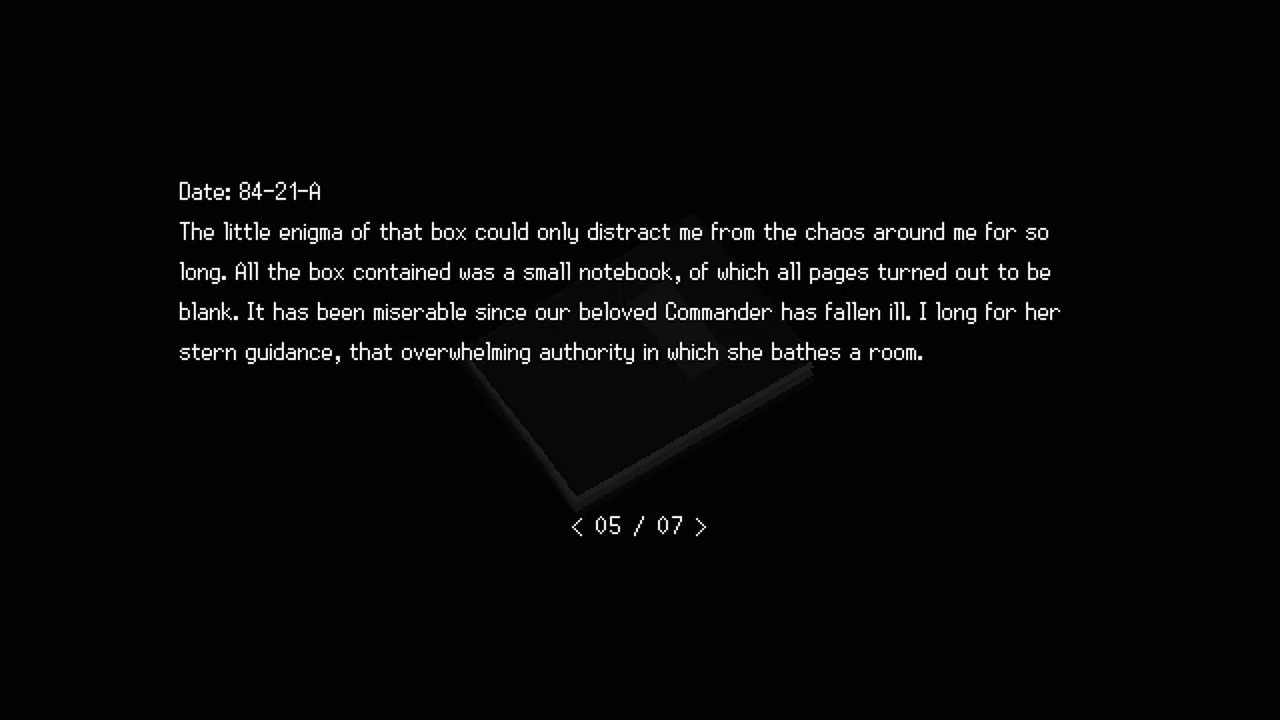 Date: 84-21-A
The little enigma of that box could only distract me from the chaos around me for so
long. All the box contained was a small notebook, of which all pages turned out to be
blank. It has been miserable since our beloved Commander has fallen ill. I long for her
stern guidance, that overwhelming authority in which she bathes a room.
< 05 / 07 >